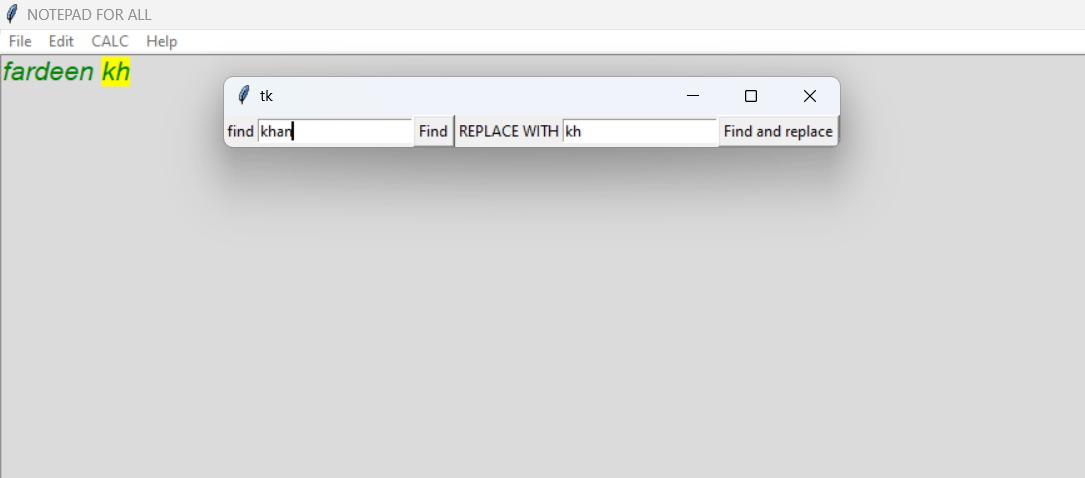 NOTEPAD FOR ALL
File Edit CALC Help
fardeen kh
tk
find khan Find REPLACE WITH kh Find and replace